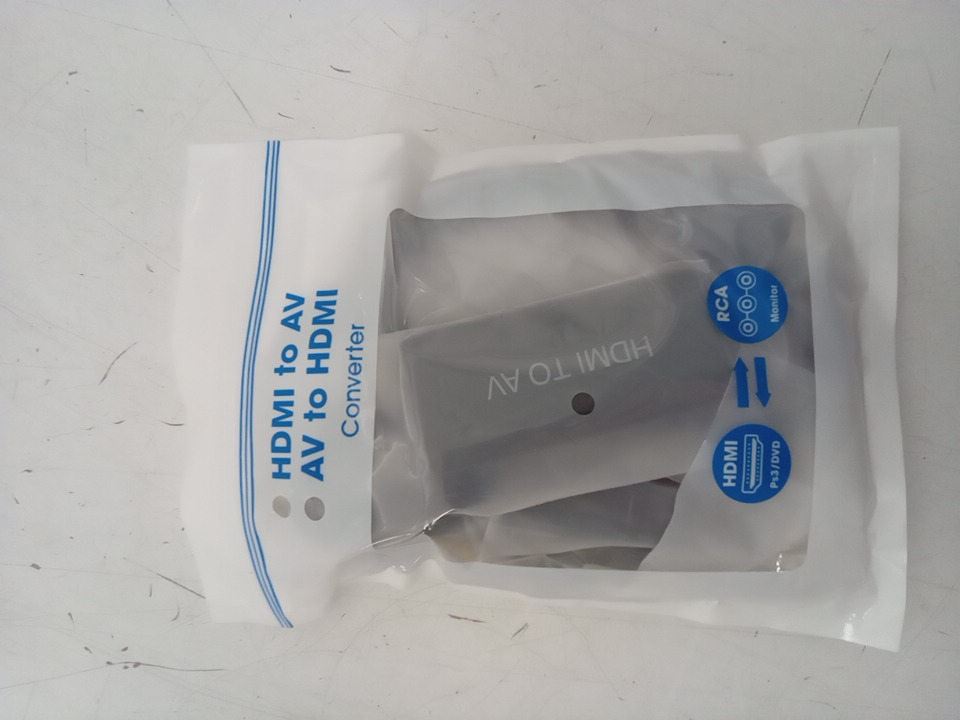 HDMI to AV
AV to HDMI
Converter
HDMI TO AV
HDMI
Ps3/DVD
RCA
Monitor